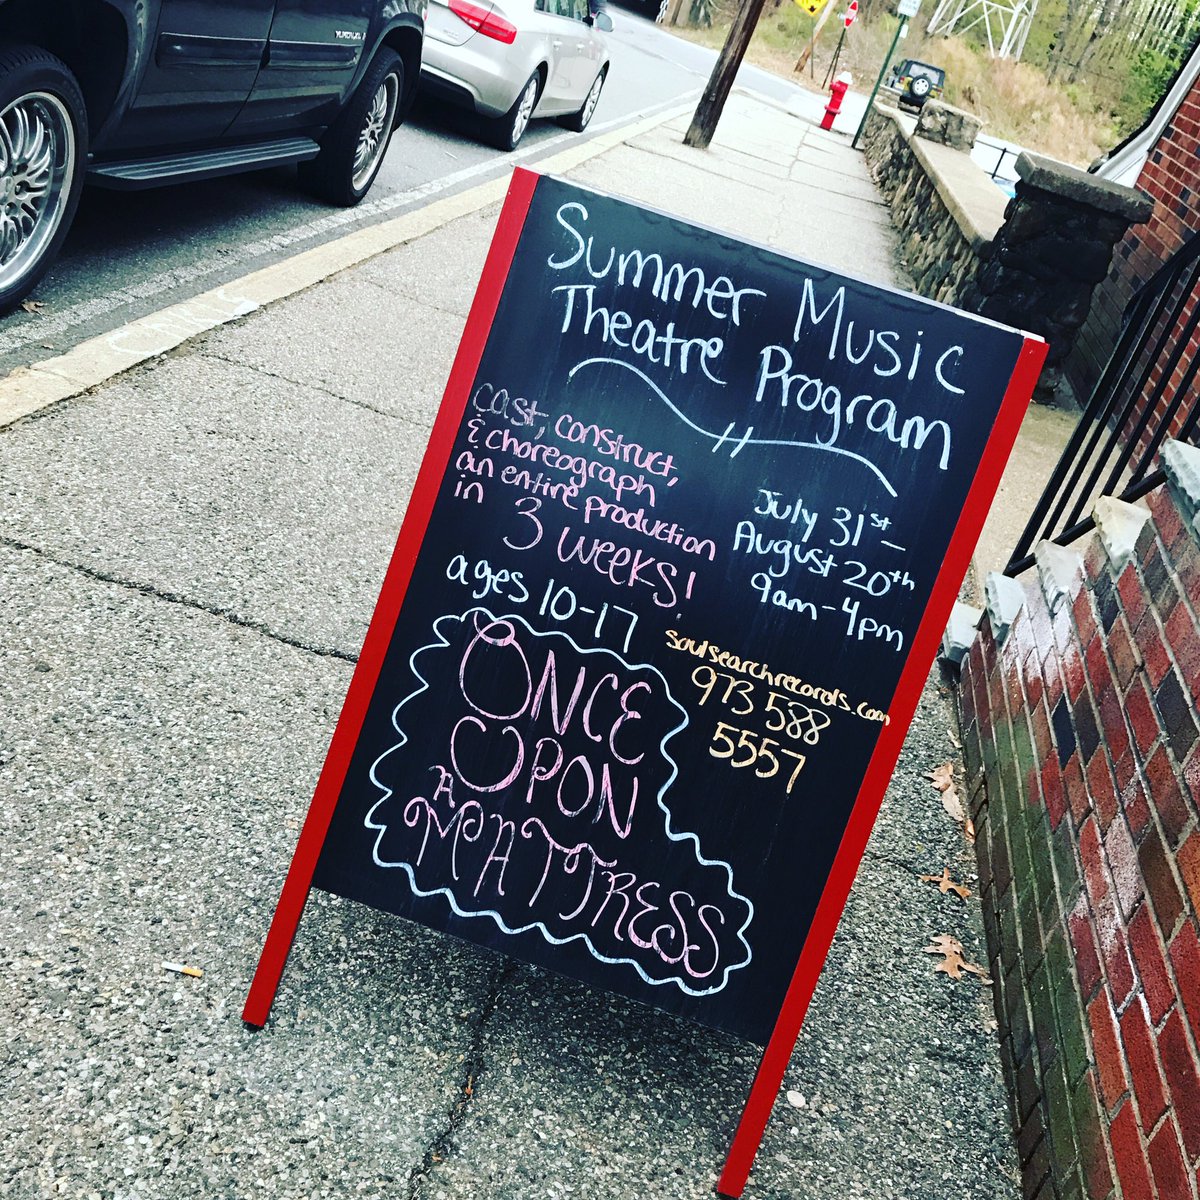 Summer Music
Theatre Program
cast, construct,
& choreograph
an entire production
in 3 weeks!
July 31st –
August 20th
9am-4pm
ages 10-17
soulsearchrecords.com
973 588
5557
ONCE
UPON
A
MATTRESS